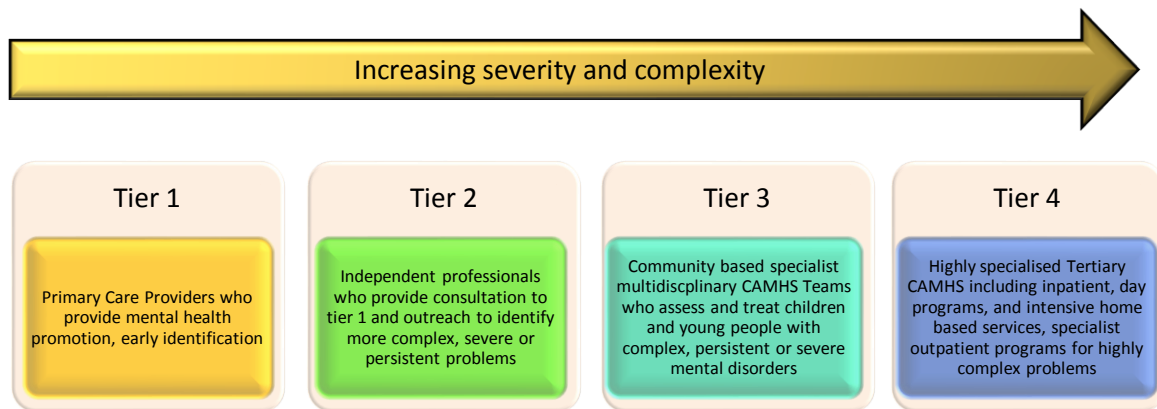 Increasing severity and complexity
Tier 1
Primary Care Providers who
provide mental health
promotion, early identification
Tier 2
Independent professionals
who provide consultation to
tier 1 and outreach to identify
more complex, severe or
persistent problems
Tier 3
Community based specialist
multidiscplinary CAMHS Teams
who assess and treat children
and young people with
complex, persistent or severe
mental disorders
Tier 4
Highly specialised Tertiary
CAMHS including inpatient, day
programs, and intensive home
based services, specialist
outpatient programs for highly
complex problems